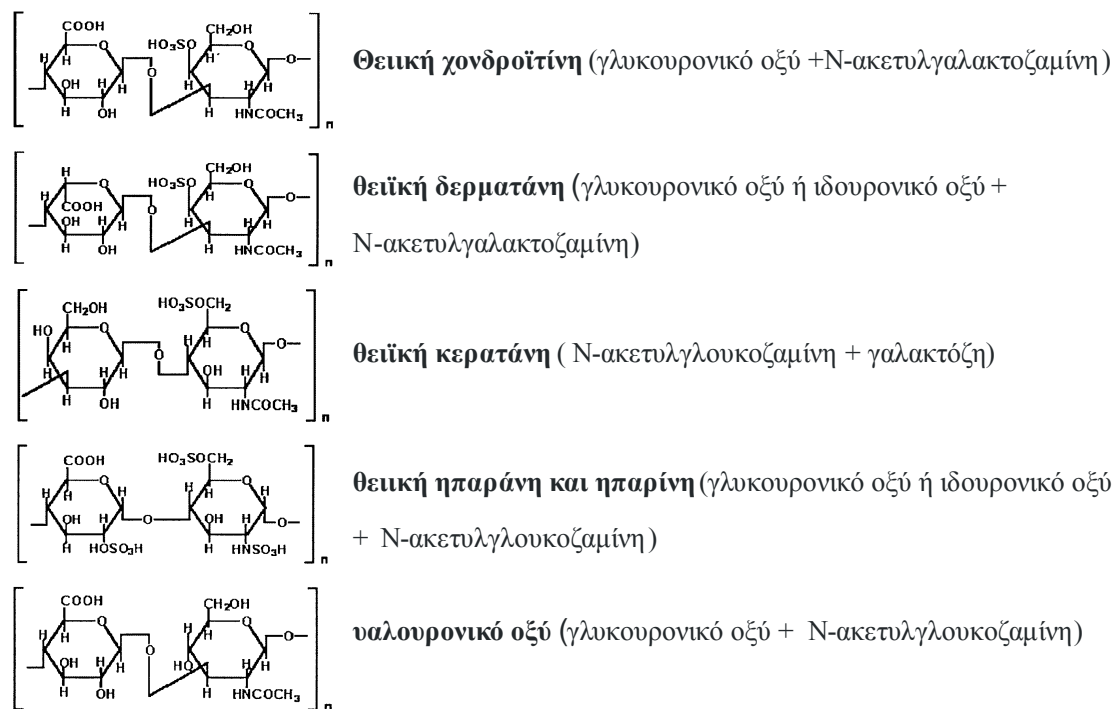 COOH
CH₂OH
HO₃SO
H
H
H
H
O
O
O
O
OH
H
H
H
H
H
OH
H
HNCOCH₃
n
Θειική χονδροϊτίνη (γλυκουρονικό οξύ +Ν-ακετυλγαλακτοζαμίνη)
H
H
COOH
OH
CH₂OH
HO₃SO
H
H
H
O
O
O
O
H
H
H
H
OH
H
H
HNCOCH₃
n
θειϊκή δερματάνη (γλυκουρονικό οξύ ή ιδουρονικό οξύ +
Ν-ακετυλγαλακτοζαμίνη)
CH₂OH
HO₃SOCH₂
HO
H
H
H
O
O
O
O
H
H
H
OH
H
OH
H
H
HNCOCH₃
n
θειϊκή κερατάνη ( Ν-ακετυλγλουκοζαμίνη + γαλακτόζη)
COOH
HO₃SOCH₂
H
H
H
H
O
O
O
O
OH
H
OH
H
H
HOSO₃H
H
HNSO₃H
n
θειική ηπαράνη και ηπαρίνη (γλυκουρονικό οξύ ή ιδουρονικό οξύ
+ Ν-ακετυλγλουκοζαμίνη)
COOH
CH₂OH
H
H
H
H
O
O
O
O
OH
H
H
HO
H
H
H
OH
H
HNCOCH₃
n
υαλουρονικό οξύ (γλυκουρονικό οξύ + Ν-ακετυλγλουκοζαμίνη)